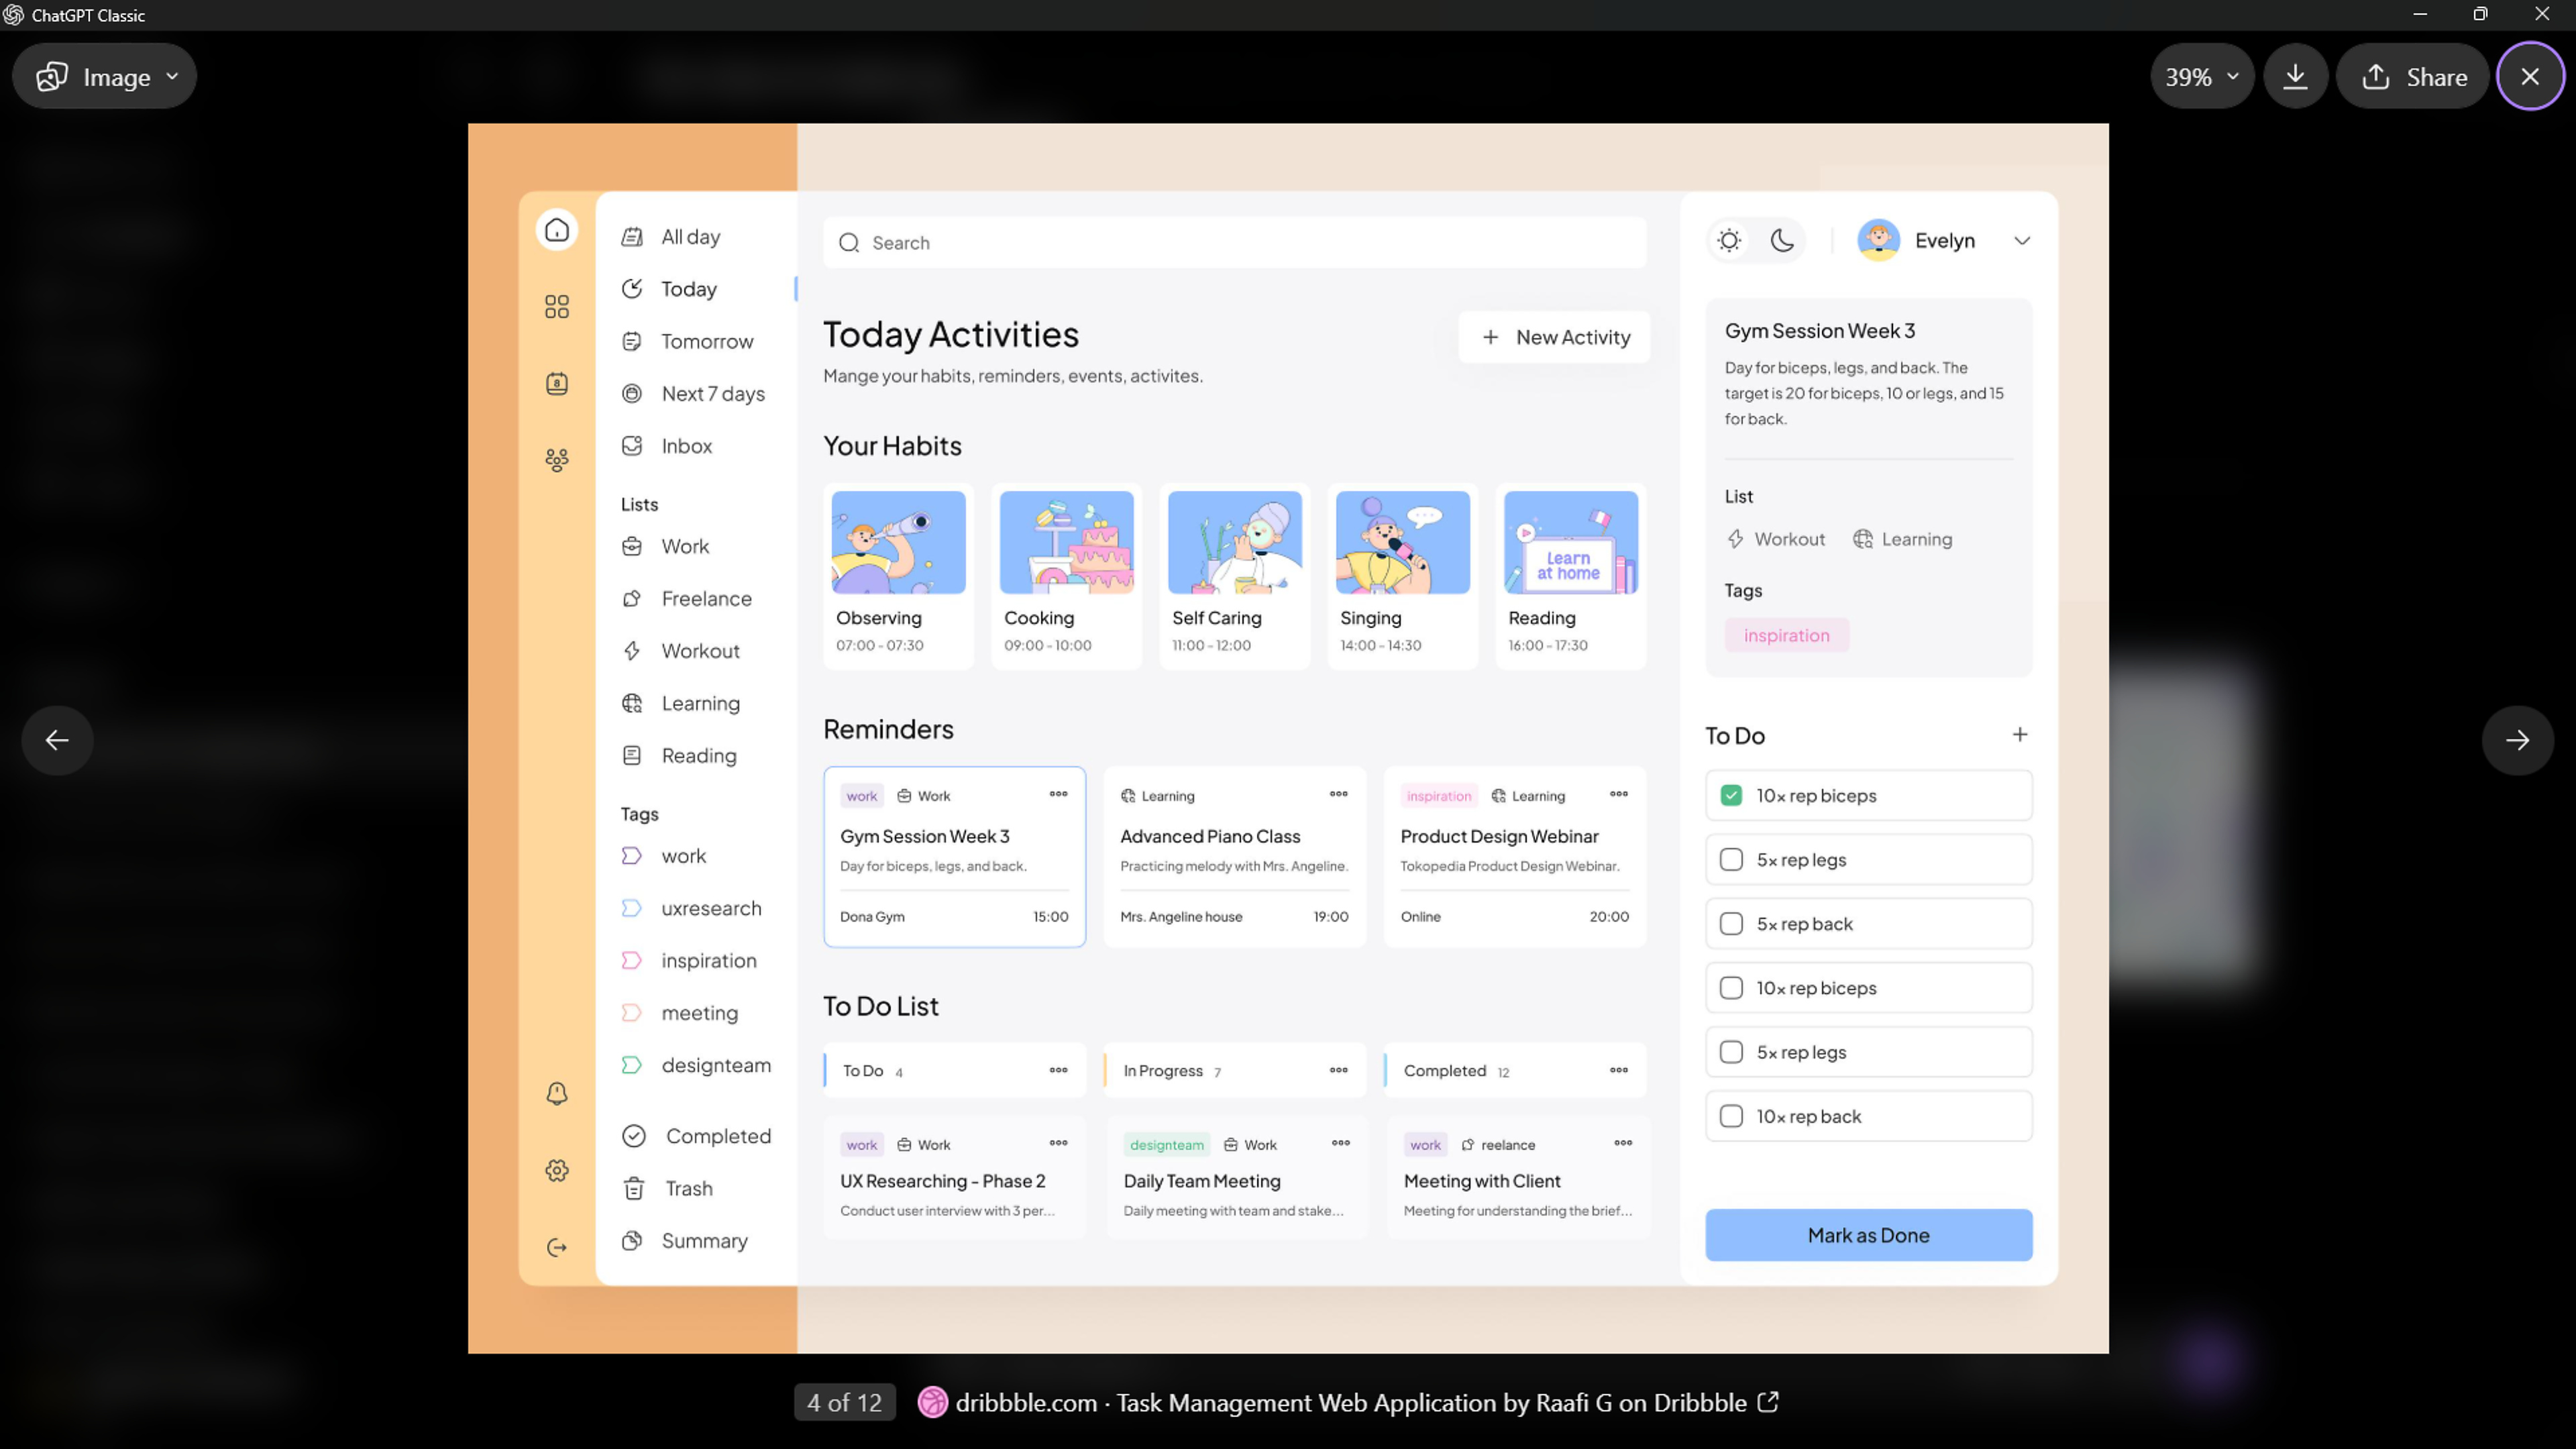 ChatGPT Classic
Image
39%
Share
8
All day
Today
Tomorrow
Next 7 days
Inbox
Lists
Work
Freelance
Workout
Learning
Reading
Tags
work
uxresearch
inspiration
meeting
designteam
Completed
Trash
Summary
Search
Today Activities
New Activity
Mange your habits, reminders, events, activites.
Your Habits
Learn
at home
Observing
07:00 - 07:30
Cooking
09:00 - 10:00
Self Caring
11:00 - 12:00
Singing
14:00 - 14:30
Reading
16:00 - 17:30
Reminders
work Work
Gym Session Week 3
Day for biceps, legs, and back.
Dona Gym 15:00
Learning
Advanced Piano Class
Practicing melody with Mrs. Angeline.
Mrs. Angeline house 19:00
inspiration Learning
Product Design Webinar
Tokopedia Product Design Webinar.
Online 20:00
To Do List
To Do 4
In Progress 7
Completed 12
work Work
UX Researching - Phase 2
Conduct user interview with 3 per...
designteam Work
Daily Team Meeting
Daily meeting with team and stake...
work reelance
Meeting with Client
Meeting for understanding the brief...
Evelyn
Gym Session Week 3
Day for biceps, legs, and back. The
target is 20 for biceps, 10 or legs, and 15
for back.
List
Workout Learning
Tags
inspiration
To Do
10x rep biceps
5x rep legs
5x rep back
10x rep biceps
5x rep legs
10x rep back
Mark as Done
4 of 12
dribbble.com · Task Management Web Application by Raafi G on Dribbble